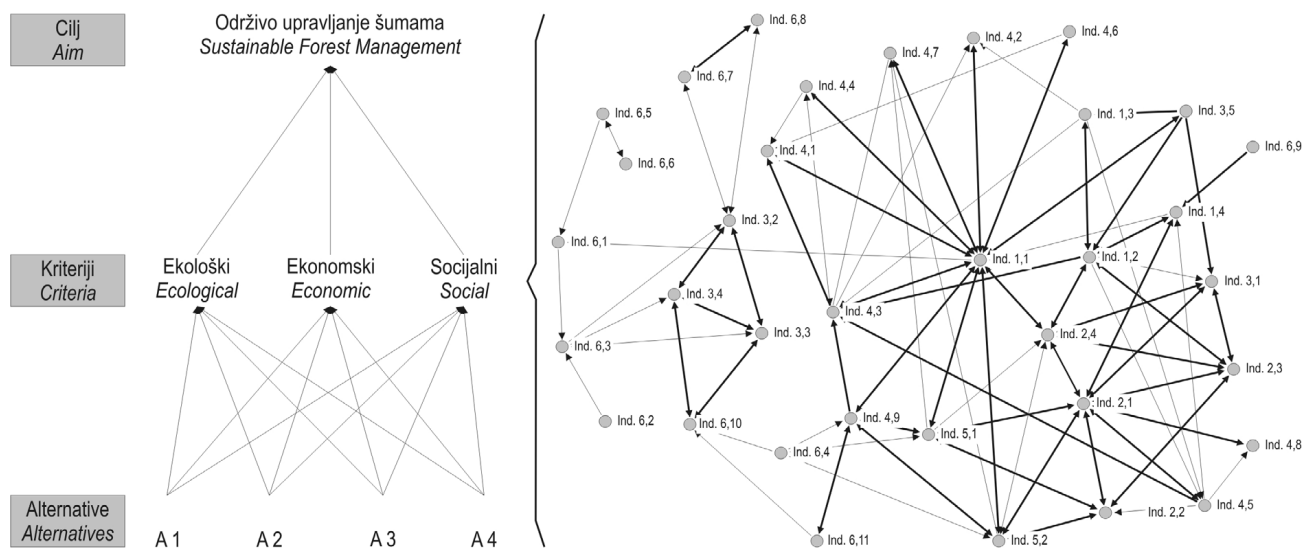 Cilj
Aim
Održivo upravljanje šumama
Sustainable Forest Management
Kriteriji
Criteria
Ekološki
Ecological
Ekonomski
Economic
Socijalni
Social
Alternative
Alternatives
A 1
A 2
A 3
A 4
Ind. 6,8
Ind. 4,2
Ind. 4,6
Ind. 4,7
Ind. 6,7
Ind. 4,4
Ind. 6,5
Ind. 1,3
Ind. 3,5
Ind. 6,6
Ind. 4,1
Ind. 6,9
Ind. 3,2
Ind. 1,4
Ind. 6,1
Ind. 1,1
Ind. 1,2
Ind. 3,1
Ind. 3,4
Ind. 4,3
Ind. 3,3
Ind. 2,4
Ind. 6,3
Ind. 2,3
Ind. 2,1
Ind. 6,2
Ind. 6,10
Ind. 4,9
Ind. 5,1
Ind. 4,8
Ind. 6,4
Ind. 4,5
Ind. 2,2
Ind. 6,11
Ind. 5,2